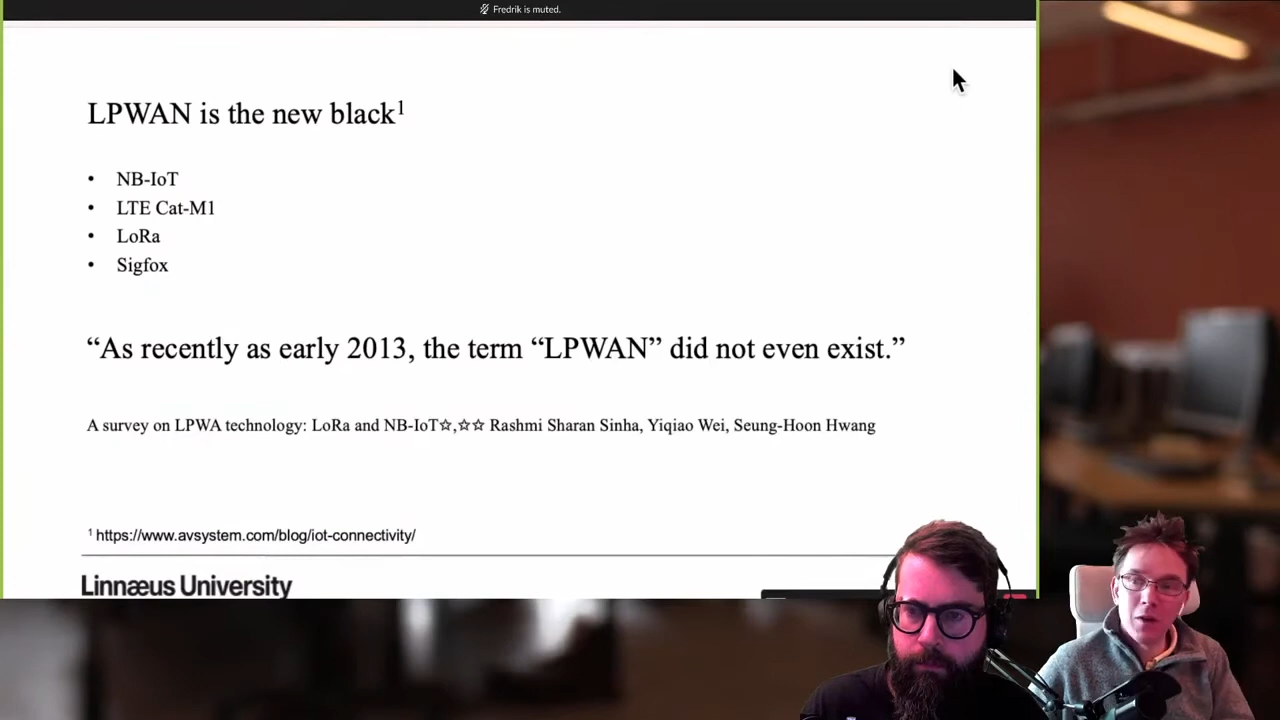 Fredrik is muted.
LPWAN is the new black¹
• NB-IoT
• LTE Cat-M1
• LoRa
• Sigfox
“As recently as early 2013, the term “LPWAN” did not even exist.”
A survey on LPWA technology: LoRa and NB-IoT☆,☆☆ Rashmi Sharan Sinha, Yiqiao Wei, Seung-Hoon Hwang
¹ https://www.avsystem.com/blog/iot-connectivity/
Linnæus University